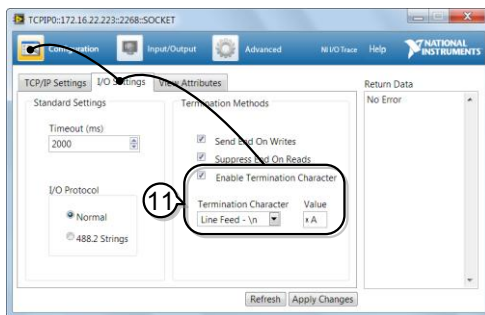 TCPIP0::172.16.22.223::2268::SOCKET
Configuration Input/Output Advanced NI I/O Trace Help NATIONAL INSTRUMENTS
TCP/IP Settings I/O Settings View Attributes
Return Data
No Error
Standard Settings
Timeout (ms)
2000
I/O Protocol
Normal
488.2 Strings
Termination Methods
Send End On Writes
Suppress End On Reads
Enable Termination Character
11
Termination Character Value
Line Feed - \n x A
Refresh Apply Changes